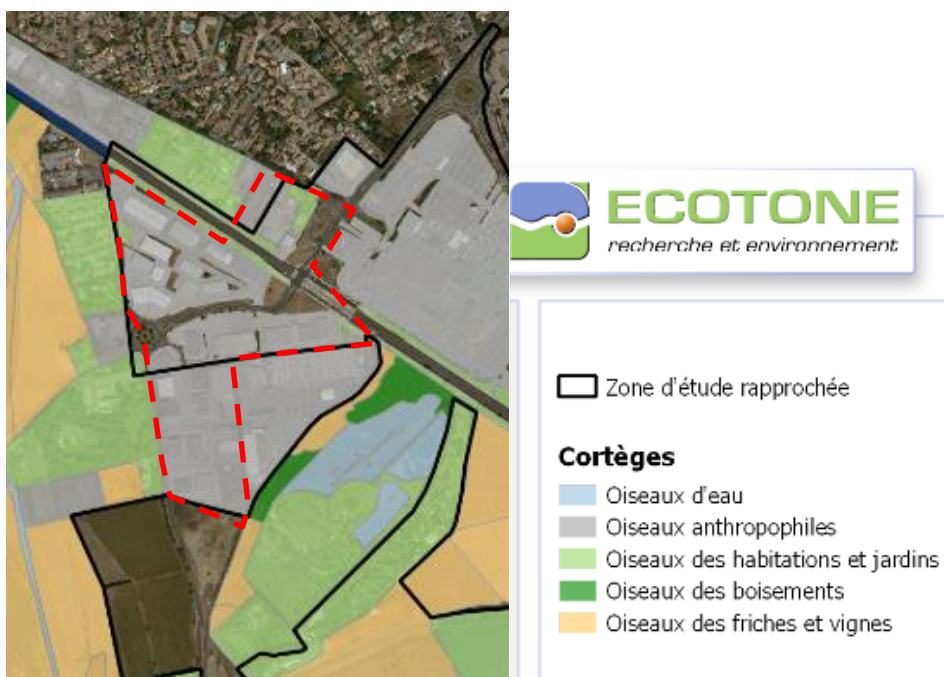 ECOTONE
recherche et environnement
Zone d'étude rapprochée
Cortèges
Oiseaux d'eau
Oiseaux anthropophiles
Oiseaux des habitations et jardins
Oiseaux des boisements
Oiseaux des friches et vignes